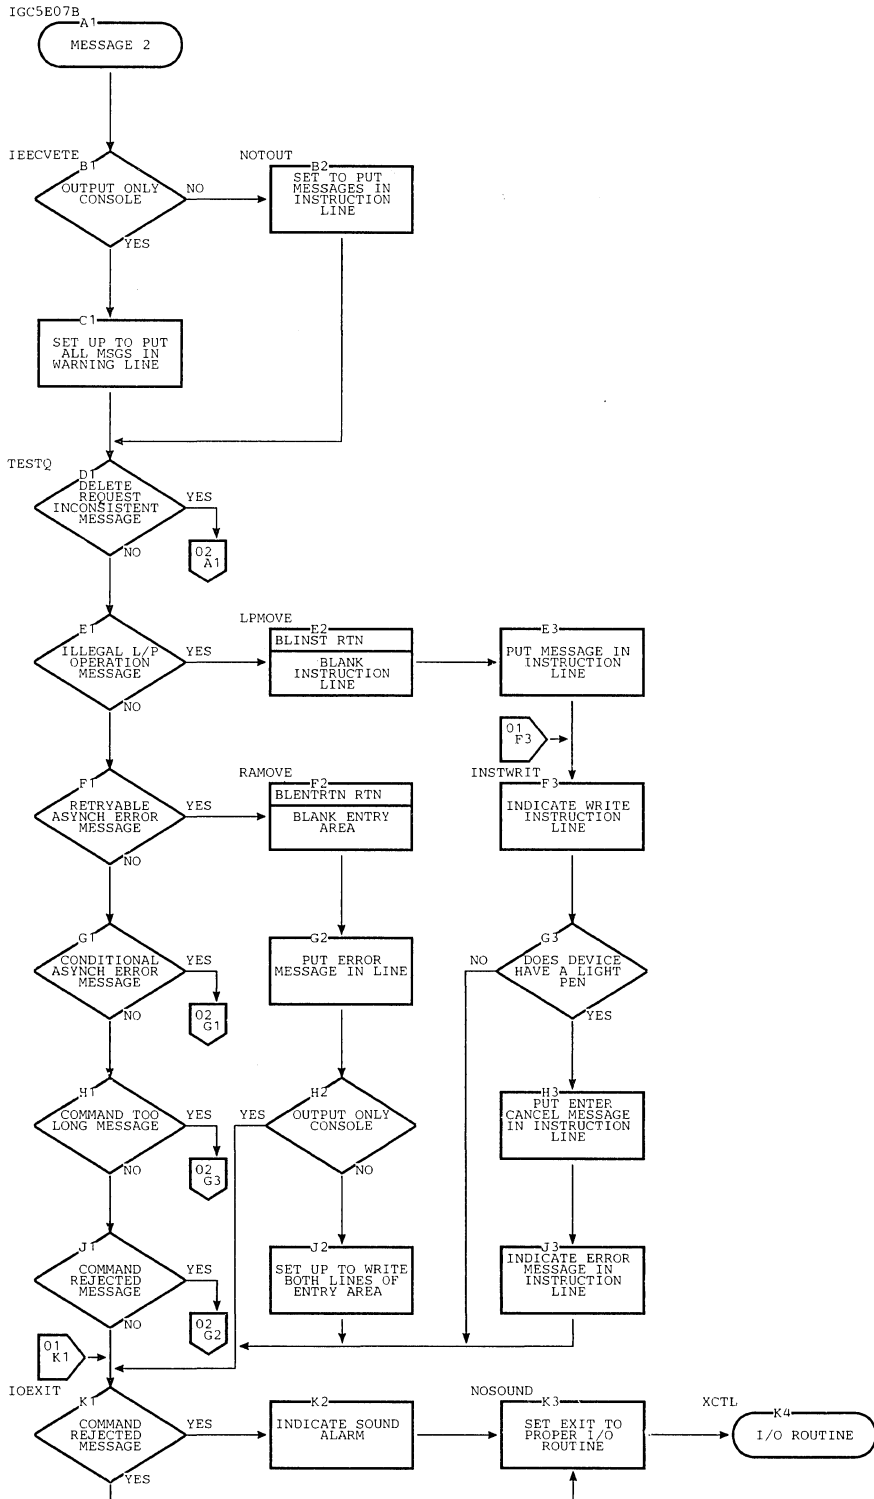 IGC5E07B
A1
MESSAGE 2
IEECVETE
B1
OUTPUT ONLY
CONSOLE
NO
YES
NOTOUT
B2
SET TO PUT
MESSAGES IN
INSTRUCTION
LINE
C1
SET UP TO PUT
ALL MSGS IN
WARNING LINE
TESTQ
D1
DELETE
REQUEST
INCONSISTENT
MESSAGE
YES
NO
02
A1
E1
ILLEGAL L/P
OPERATION
MESSAGE
YES
NO
LPMOVE
E2
BLINST RTN
BLANK
INSTRUCTION
LINE
E3
PUT MESSAGE IN
INSTRUCTION
LINE
01
F3
F1
RETRYABLE
ASYNCH ERROR
MESSAGE
YES
NO
RAMOVE
F2
BLENTRTN RTN
BLANK ENTRY
AREA
INSTWRIT
F3
INDICATE WRITE
INSTRUCTION
LINE
G1
CONDITIONAL
ASYNCH ERROR
MESSAGE
YES
NO
02
G1
G2
PUT ERROR
MESSAGE IN LINE
G3
DOES DEVICE
HAVE A LIGHT
PEN
NO
YES
H1
COMMAND TOO
LONG MESSAGE
YES
NO
02
G3
H2
OUTPUT ONLY
CONSOLE
YES
NO
H3
PUT ENTER
CANCEL MESSAGE
IN INSTRUCTION
LINE
J1
COMMAND
REJECTED
MESSAGE
YES
NO
02
G2
J2
SET UP TO WRITE
BOTH LINES OF
ENTRY AREA
J3
INDICATE ERROR
MESSAGE IN
INSTRUCTION
LINE
01
K1
IOEXIT
K1
COMMAND
REJECTED
MESSAGE
YES
YES
K2
INDICATE SOUND
ALARM
NOSOUND
K3
SET EXIT TO
PROPER I/O
ROUTINE
XCTL
K4
I/O ROUTINE